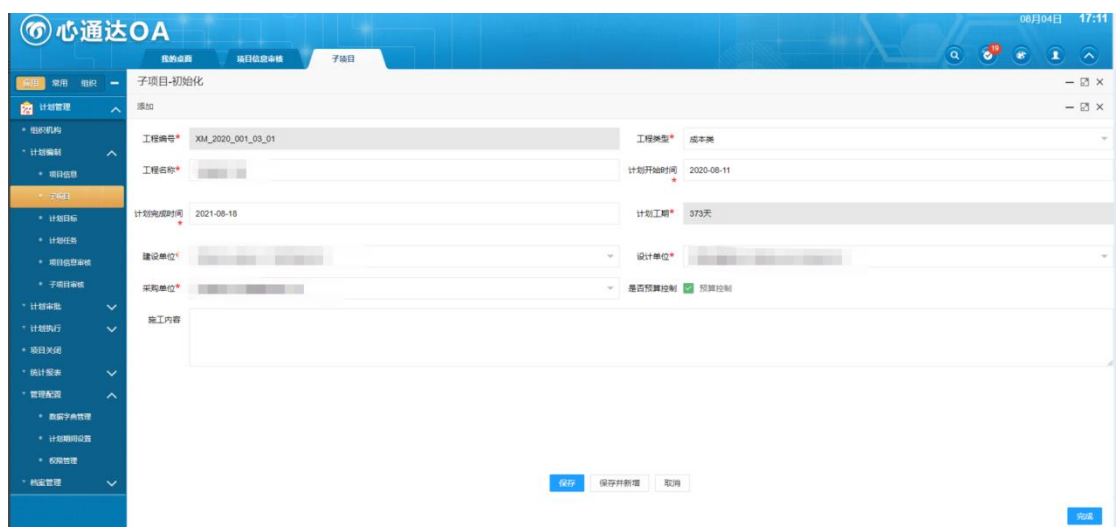 心通达OA
08月04日 17:11
我的桌面 项目信息审核 子项目
19
应用 常用 组织
子项目-初始化
计划管理
添加
组织机构
计划编制
项目信息
子项目
计划目标
计划任务
项目信息审核
子项目审核
计划审批
计划执行
项目关闭
统计报表
管理配置
数据字典管理
计划期间设置
权限管理
档案管理
工程编号* XM_2020_001_03_01 工程类型* 成本类
工程名称* 计划开始时间* 2020-08-11
计划完成时间* 2021-08-18 计划工期* 373天
建设单位* 设计单位*
采购单位* 是否预算控制 预算控制
施工内容
保存 保存并新增 取消
完成